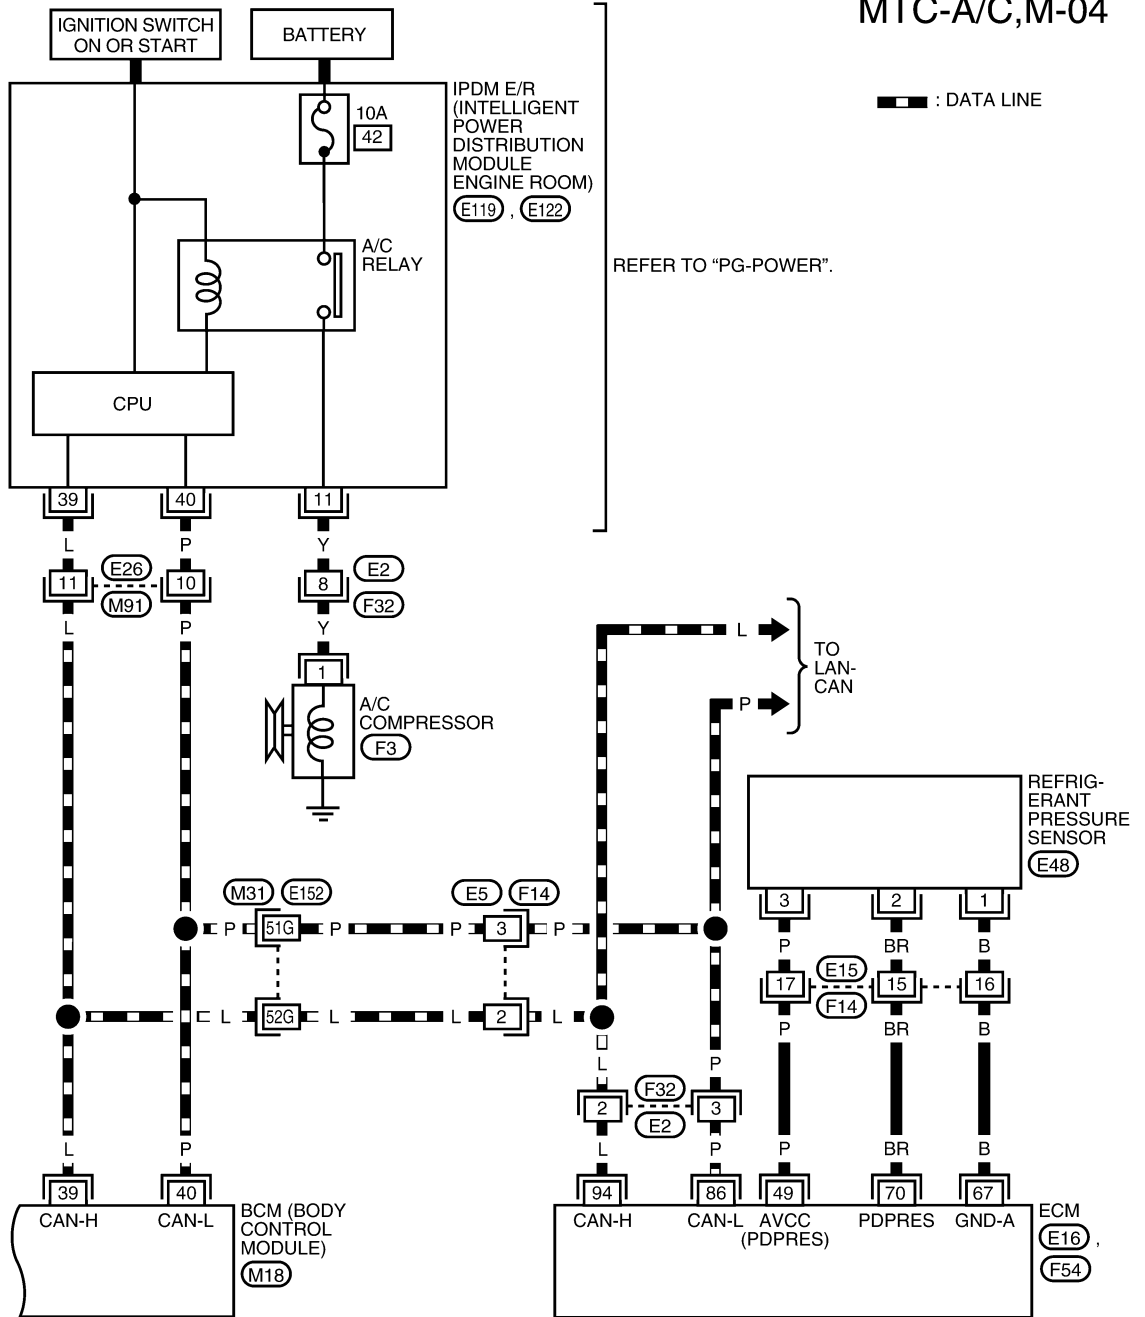 MTC-A/C,M-04
IGNITION SWITCH
ON OR START
BATTERY
: DATA LINE
IPDM E/R
(INTELLIGENT
POWER
DISTRIBUTION
MODULE
ENGINE ROOM)
E119 , E122
10A
42
A/C
RELAY
REFER TO “PG-POWER”.
CPU
39 40 11
L P Y
11 E26 10 8 E2
M91 F32
L P Y
1
A/C
COMPRESSOR
F3
L
P
TO
LAN-
CAN
REFRIG-
ERANT
PRESSURE
SENSOR
E48
3 2 1
M31 E152 E5 F14
P 51G P P 3 P
P BR B
17 E15 15 16
F14
L 52G L L 2 L
P BR B
L P
2 F32 3
E2
L P L P P BR B
39 40 94 86 49 70 67
CAN-H CAN-L
BCM (BODY
CONTROL
MODULE)
M18
CAN-H CAN-L AVCC
(PDPRES)
PDPRES GND-A
ECM
E16 ,
F54